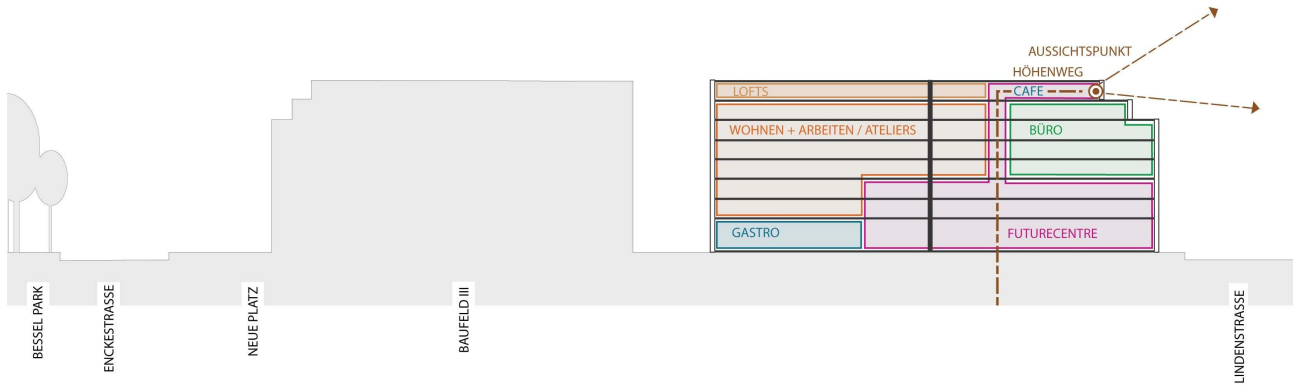 AUSSICHTSPUNKT
HÖHENWEG
LOFTS
CAFE
WOHNEN + ARBEITEN / ATELIERS
BÜRO
GASTRO
FUTURECENTRE
BESSEL PARK
ENCKESTRASSE
NEUE PLATZ
BAUFELD III
LINDENSTRASSE